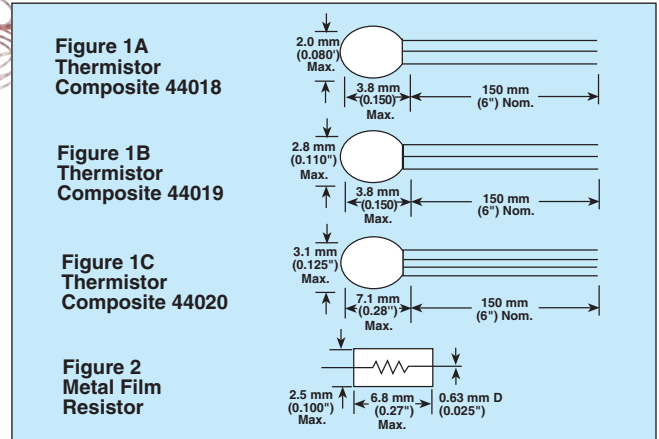 Figure 1A
Thermistor
Composite 44018
2.0 mm
(0.080')
Max.
3.8 mm
(0.150)
Max.
150 mm
(6") Nom.
Figure 1B
Thermistor
Composite 44019
2.8 mm
(0.110")
Max.
3.8 mm
(0.150)
Max.
150 mm
(6") Nom.
Figure 1C
Thermistor
Composite 44020
3.1 mm
(0.125")
Max.
7.1 mm
(0.28")
Max.
150 mm
(6") Nom.
Figure 2
Metal Film
Resistor
2.5 mm
(0.100")
Max.
6.8 mm
(0.27")
Max.
0.63 mm D
(0.025")